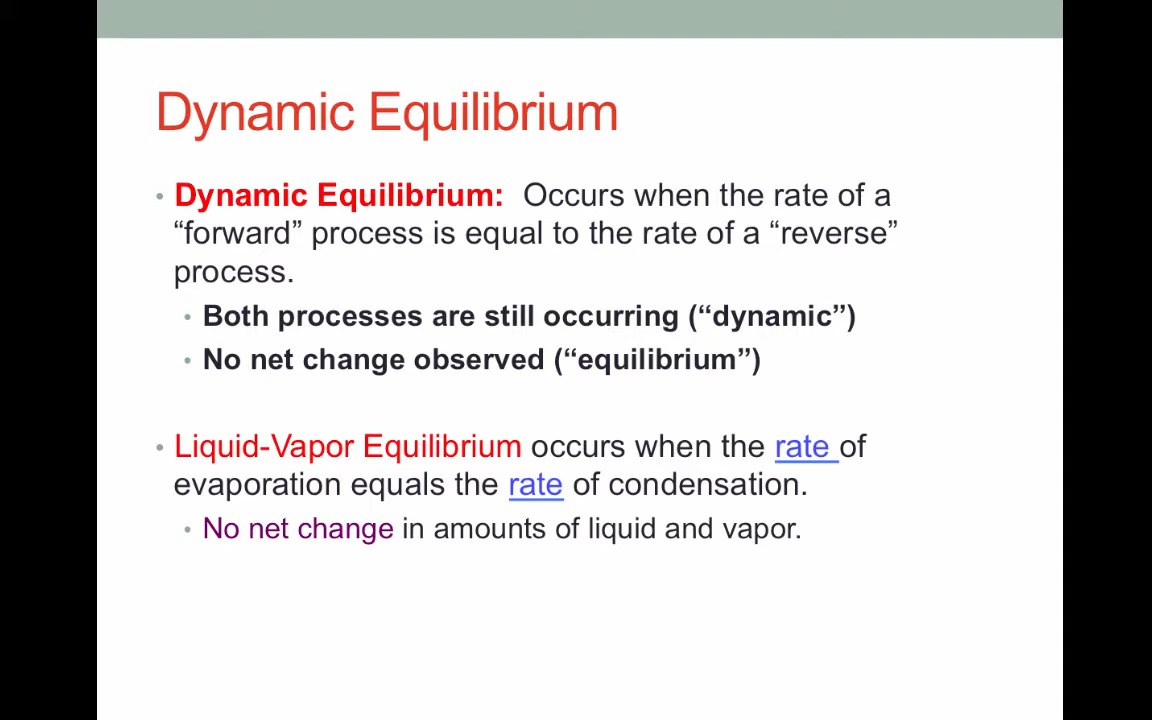 Dynamic Equilibrium
• Dynamic Equilibrium: Occurs when the rate of a
“forward” process is equal to the rate of a “reverse”
process.
• Both processes are still occurring (“dynamic”)
• No net change observed (“equilibrium”)
• Liquid-Vapor Equilibrium occurs when the rate of
evaporation equals the rate of condensation.
• No net change in amounts of liquid and vapor.